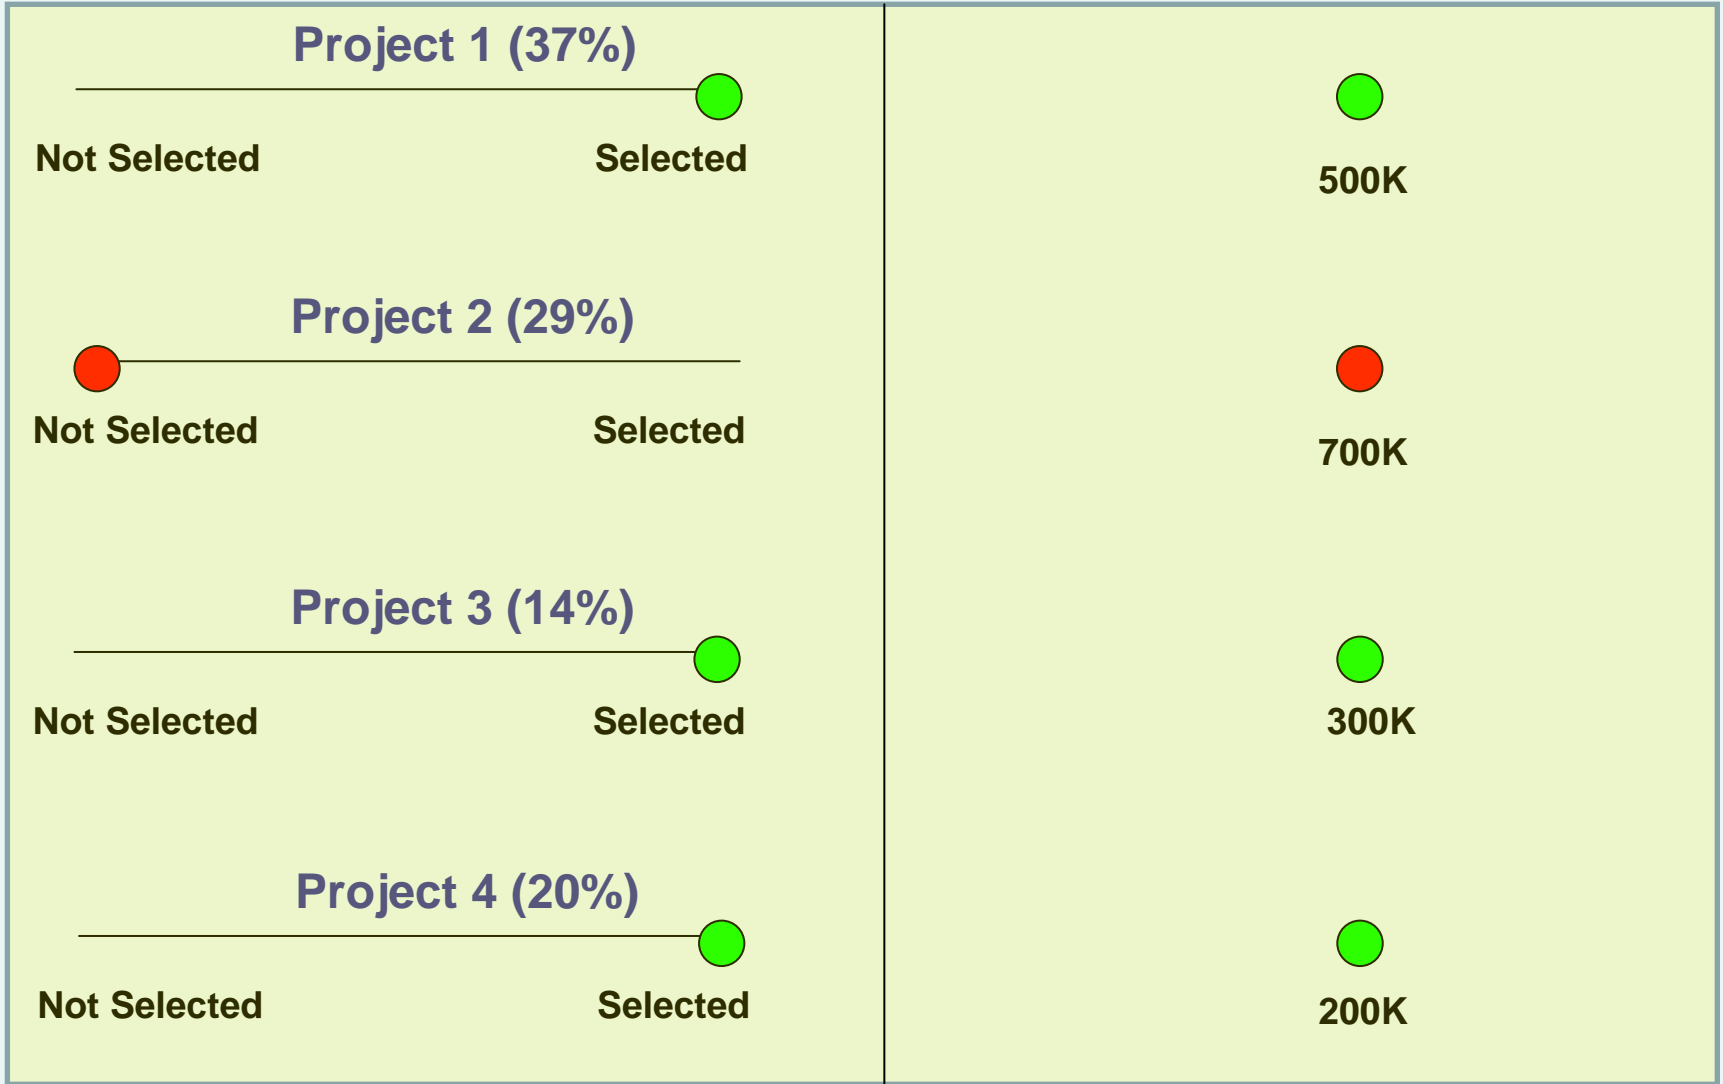 Project 1 (37%)
Not Selected Selected
500K
Project 2 (29%)
Not Selected Selected
700K
Project 3 (14%)
Not Selected Selected
300K
Project 4 (20%)
Not Selected Selected
200K